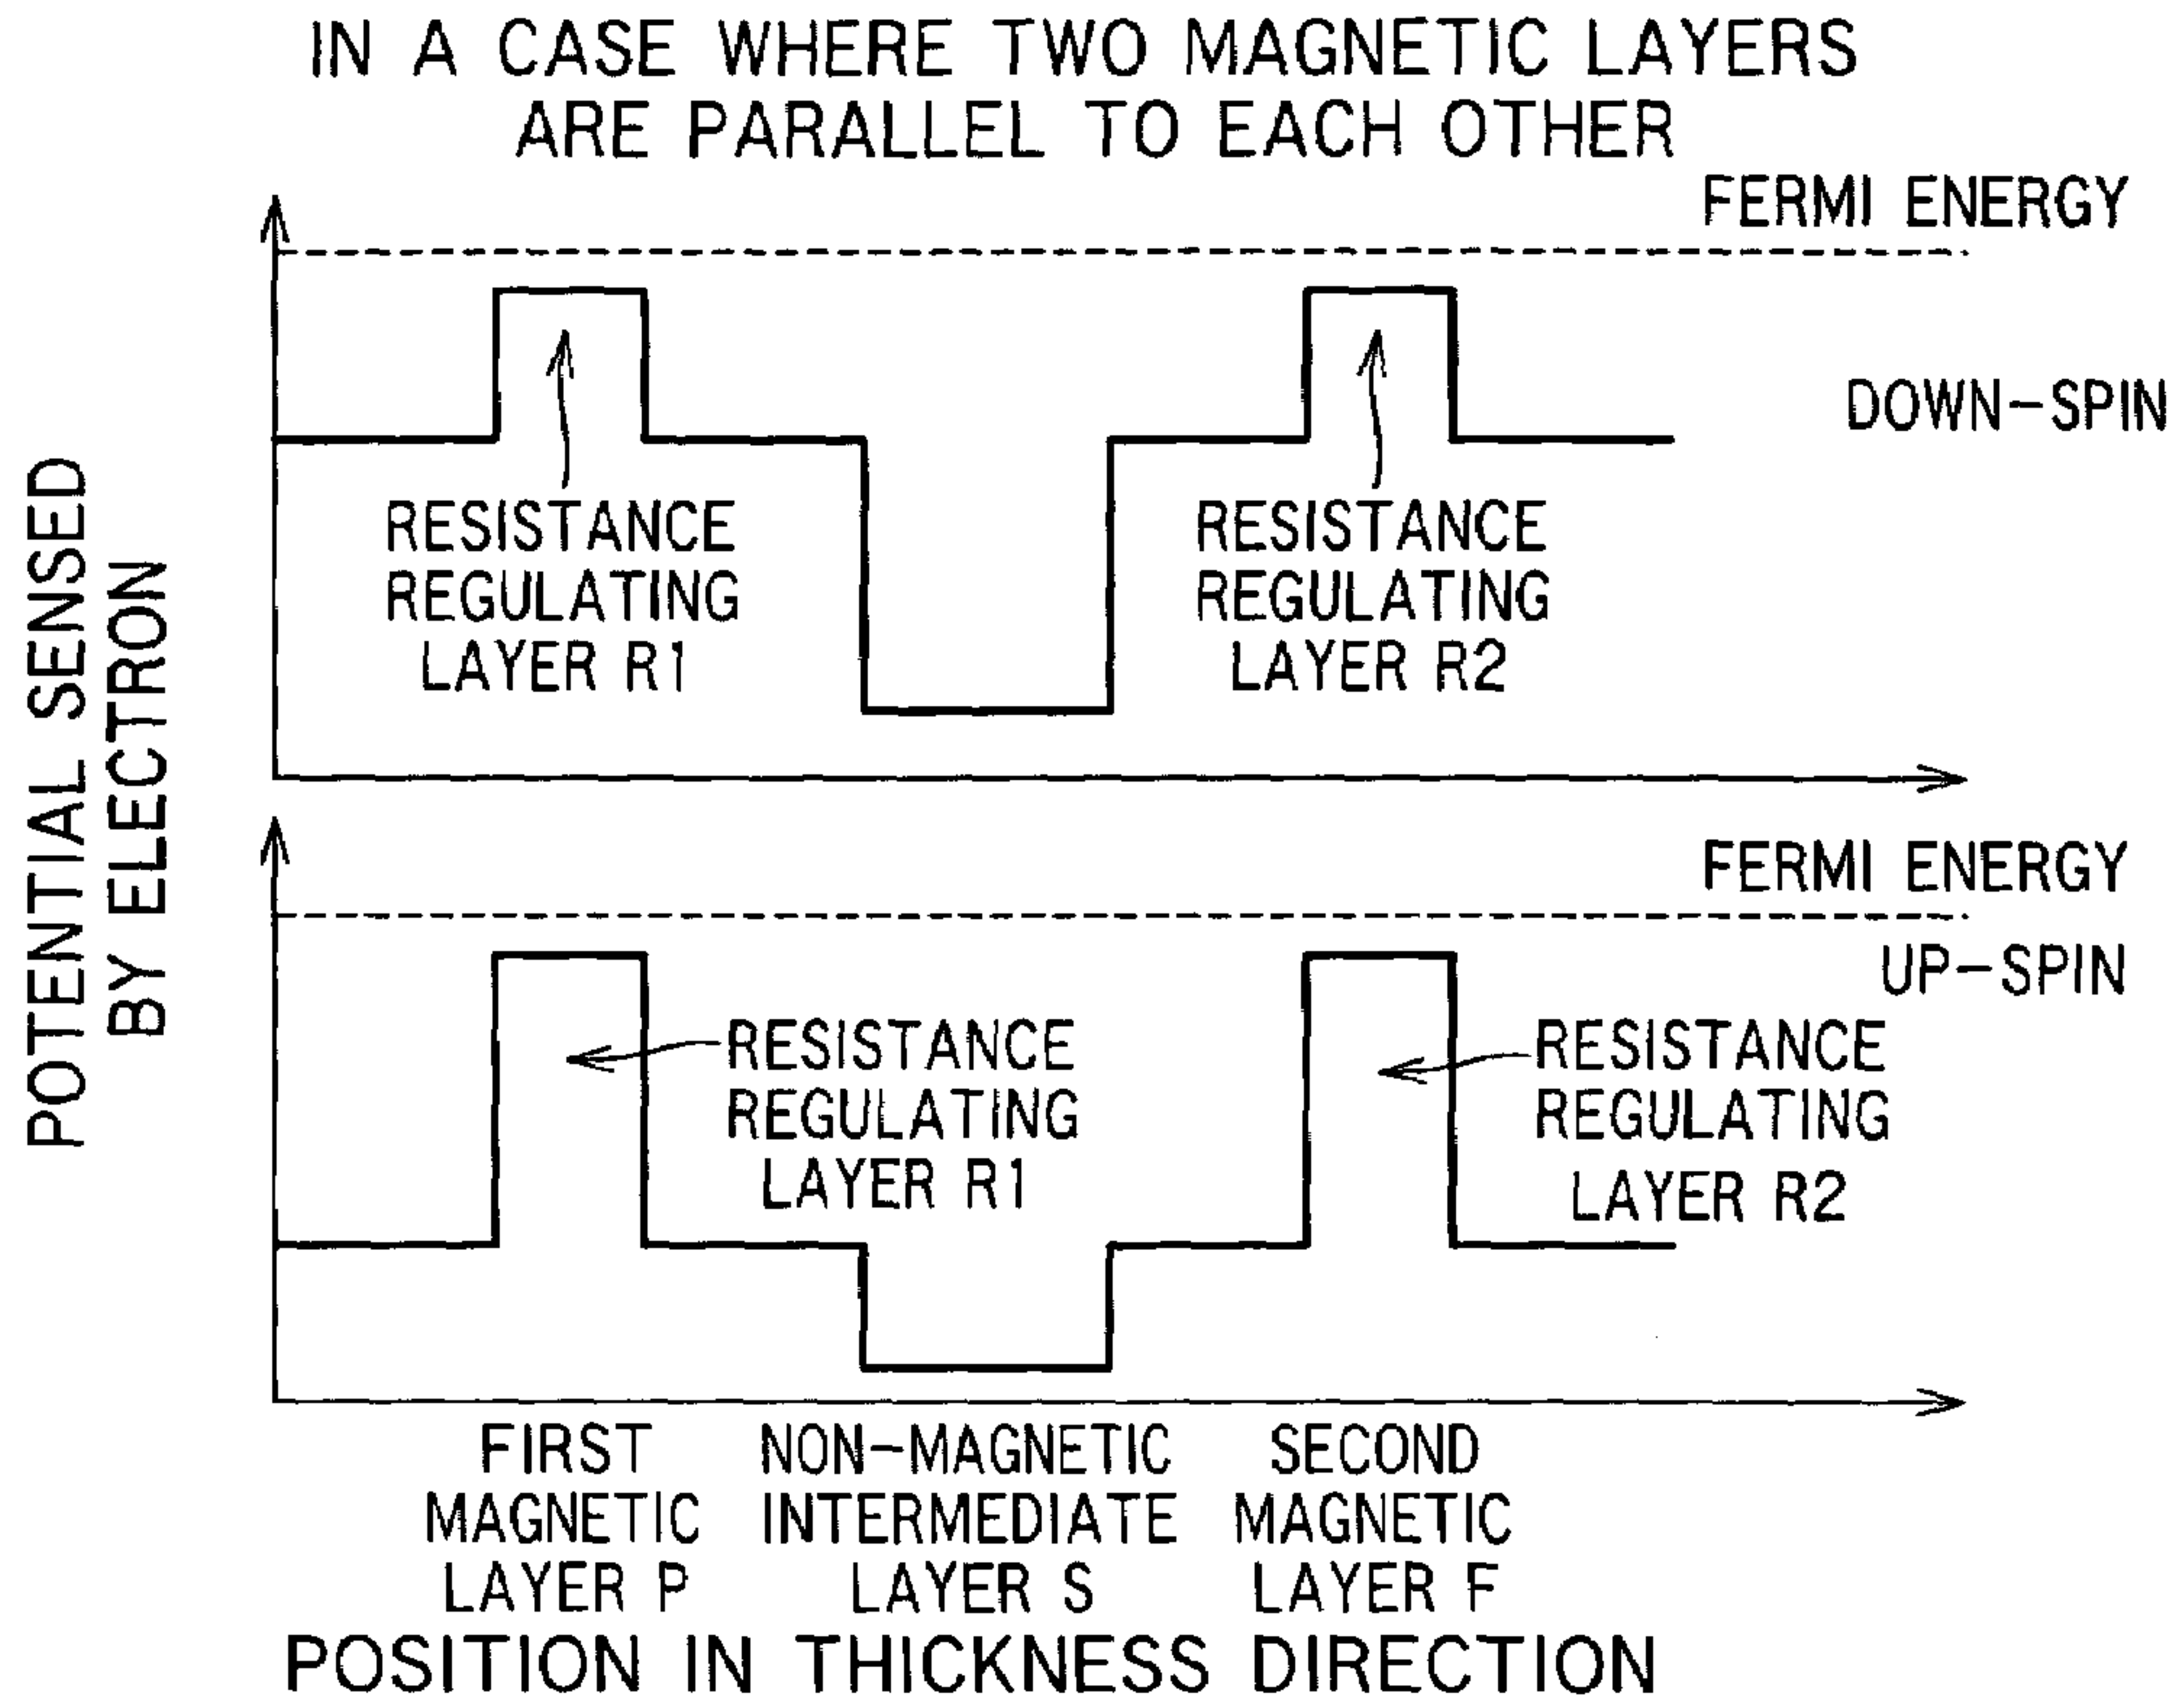 IN A CASE WHERE TWO MAGNETIC LAYERS
ARE PARALLEL TO EACH OTHER
FERMI ENERGY
DOWN-SPIN
RESISTANCE
REGULATING
LAYER R1
RESISTANCE
REGULATING
LAYER R2
POTENTIAL SENSED
BY ELECTRON
FERMI ENERGY
UP-SPIN
RESISTANCE
REGULATING
LAYER R1
RESISTANCE
REGULATING
LAYER R2
FIRST
MAGNETIC
LAYER P
NON-MAGNETIC
INTERMEDIATE
LAYER S
SECOND
MAGNETIC
LAYER F
POSITION IN THICKNESS DIRECTION